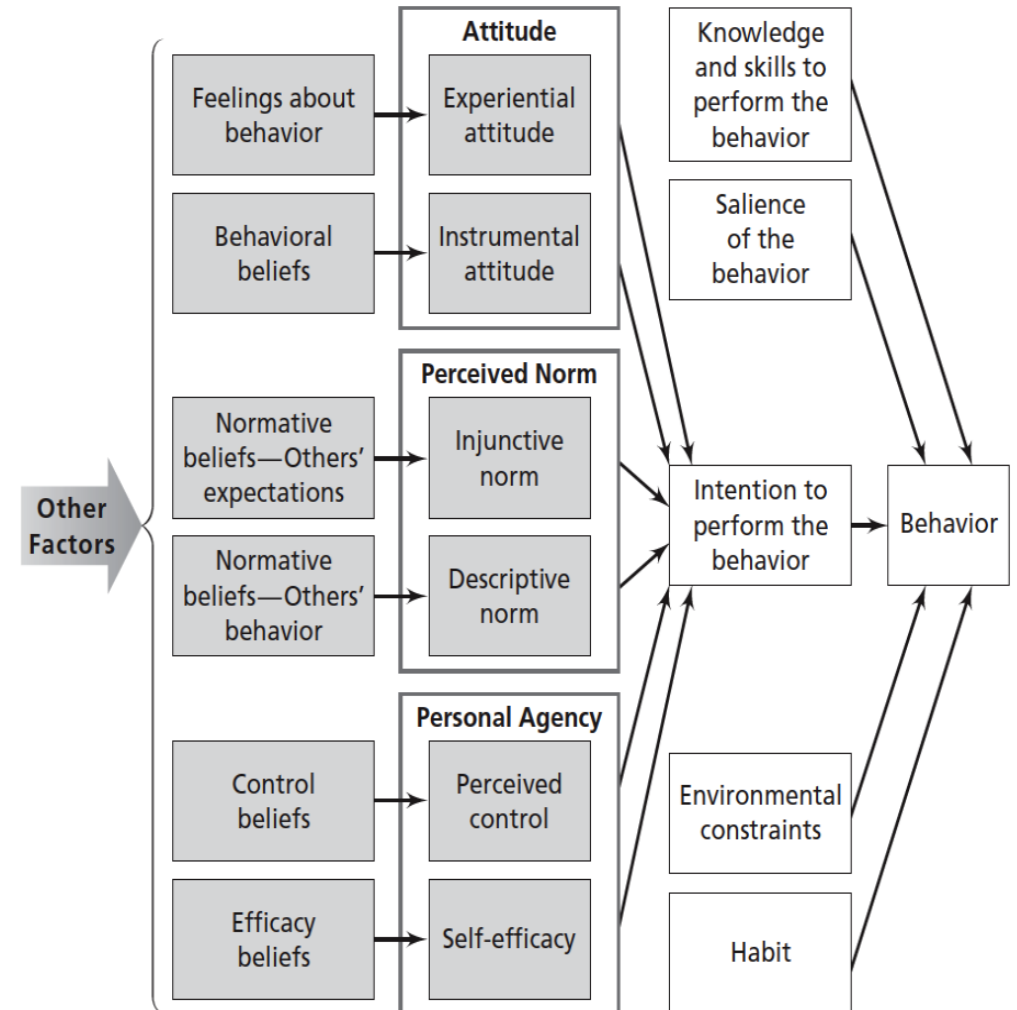 Attitude
Feelings about
behavior
Experiential
attitude
Behavioral
beliefs
Instrumental
attitude
Perceived Norm
Normative
beliefs—Others’
expectations
Injunctive
norm
Normative
beliefs—Others’
behavior
Descriptive
norm
Personal Agency
Control
beliefs
Perceived
control
Efficacy
beliefs
Self-efficacy
Other
Factors
Knowledge
and skills to
perform the
behavior
Salience
of the
behavior
Intention to
perform the
behavior
Behavior
Environmental
constraints
Habit